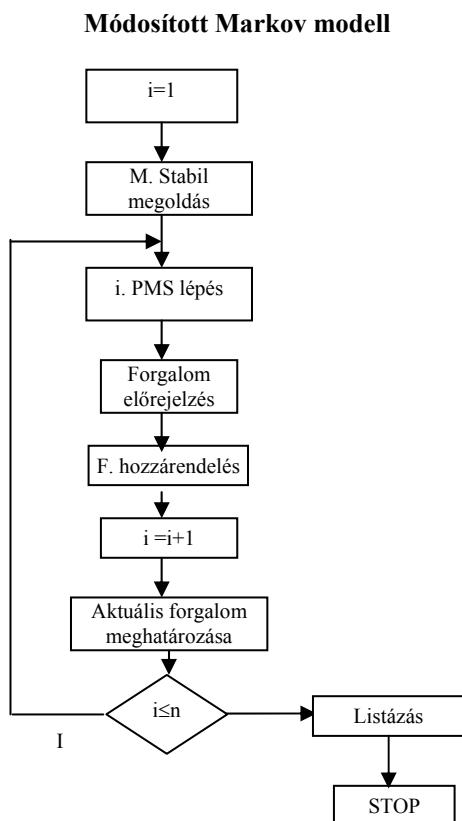 Módosított Markov modell
i=1
M. Stabil
megoldás
i. PMS lépés
Forgalom
előrejelzés
F. hozzárendelés
i =i+1
Aktuális forgalom
meghatározása
i≤n
I
Listázás
STOP